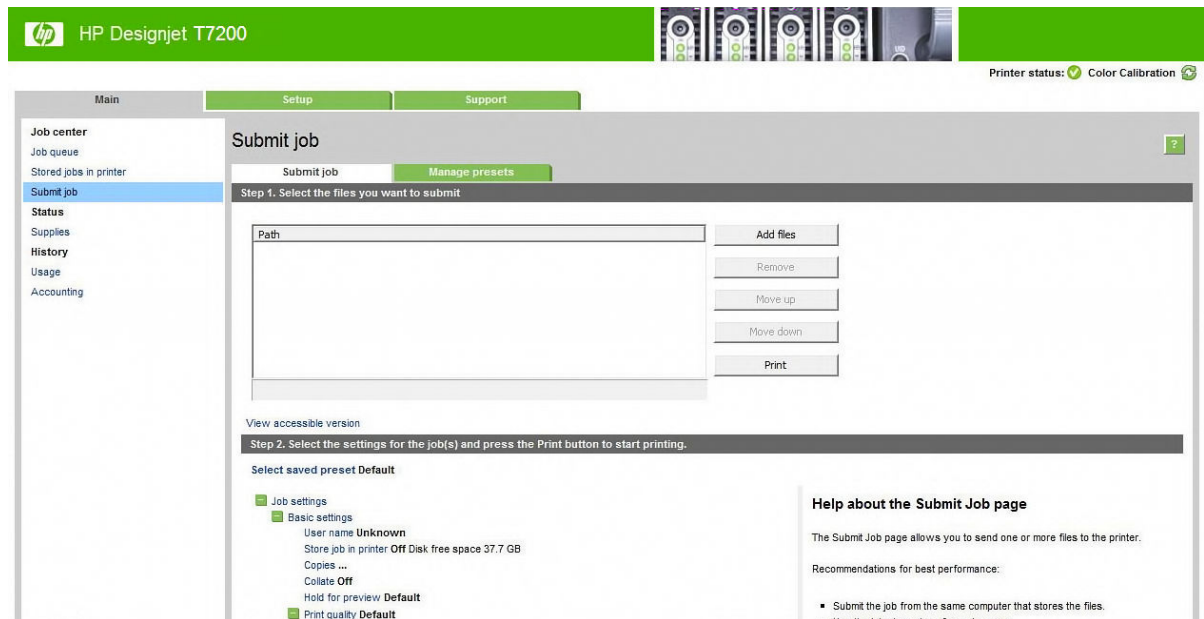 hp HP Designjet T7200
UID
Printer status: Color Calibration
Main Setup Support
Job center
Job queue
Stored jobs in printer
Submit job
Status
Supplies
History
Usage
Accounting
Submit job
?
Submit job Manage presets
Step 1. Select the files you want to submit
Path
Add files
Remove
Move up
Move down
Print
View accessible version
Step 2. Select the settings for the job(s) and press the Print button to start printing.
Select saved preset Default
Job settings
Basic settings
User name Unknown
Store job in printer Off Disk free space 37.7 GB
Copies ...
Collate Off
Hold for preview Default
Print quality Default
Help about the Submit Job page
The Submit Job page allows you to send one or more files to the printer.
Recommendations for best performance:
Submit the job from the same computer that stores the files.